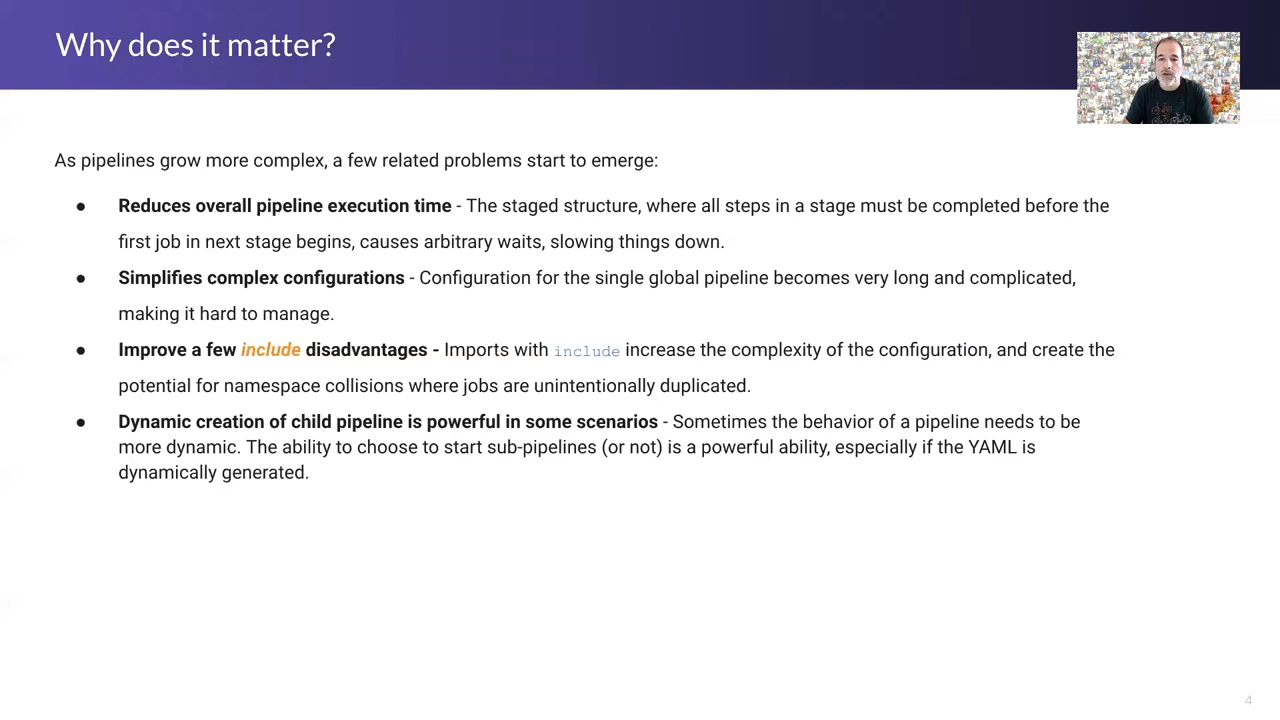 Why does it matter?
As pipelines grow more complex, a few related problems start to emerge:
● Reduces overall pipeline execution time - The staged structure, where all steps in a stage must be completed before the
first job in next stage begins, causes arbitrary waits, slowing things down.
● Simplifies complex configurations - Configuration for the single global pipeline becomes very long and complicated,
making it hard to manage.
● Improve a few include disadvantages - Imports with include increase the complexity of the configuration, and create the
potential for namespace collisions where jobs are unintentionally duplicated.
● Dynamic creation of child pipeline is powerful in some scenarios - Sometimes the behavior of a pipeline needs to be
more dynamic. The ability to choose to start sub-pipelines (or not) is a powerful ability, especially if the YAML is
dynamically generated.
4